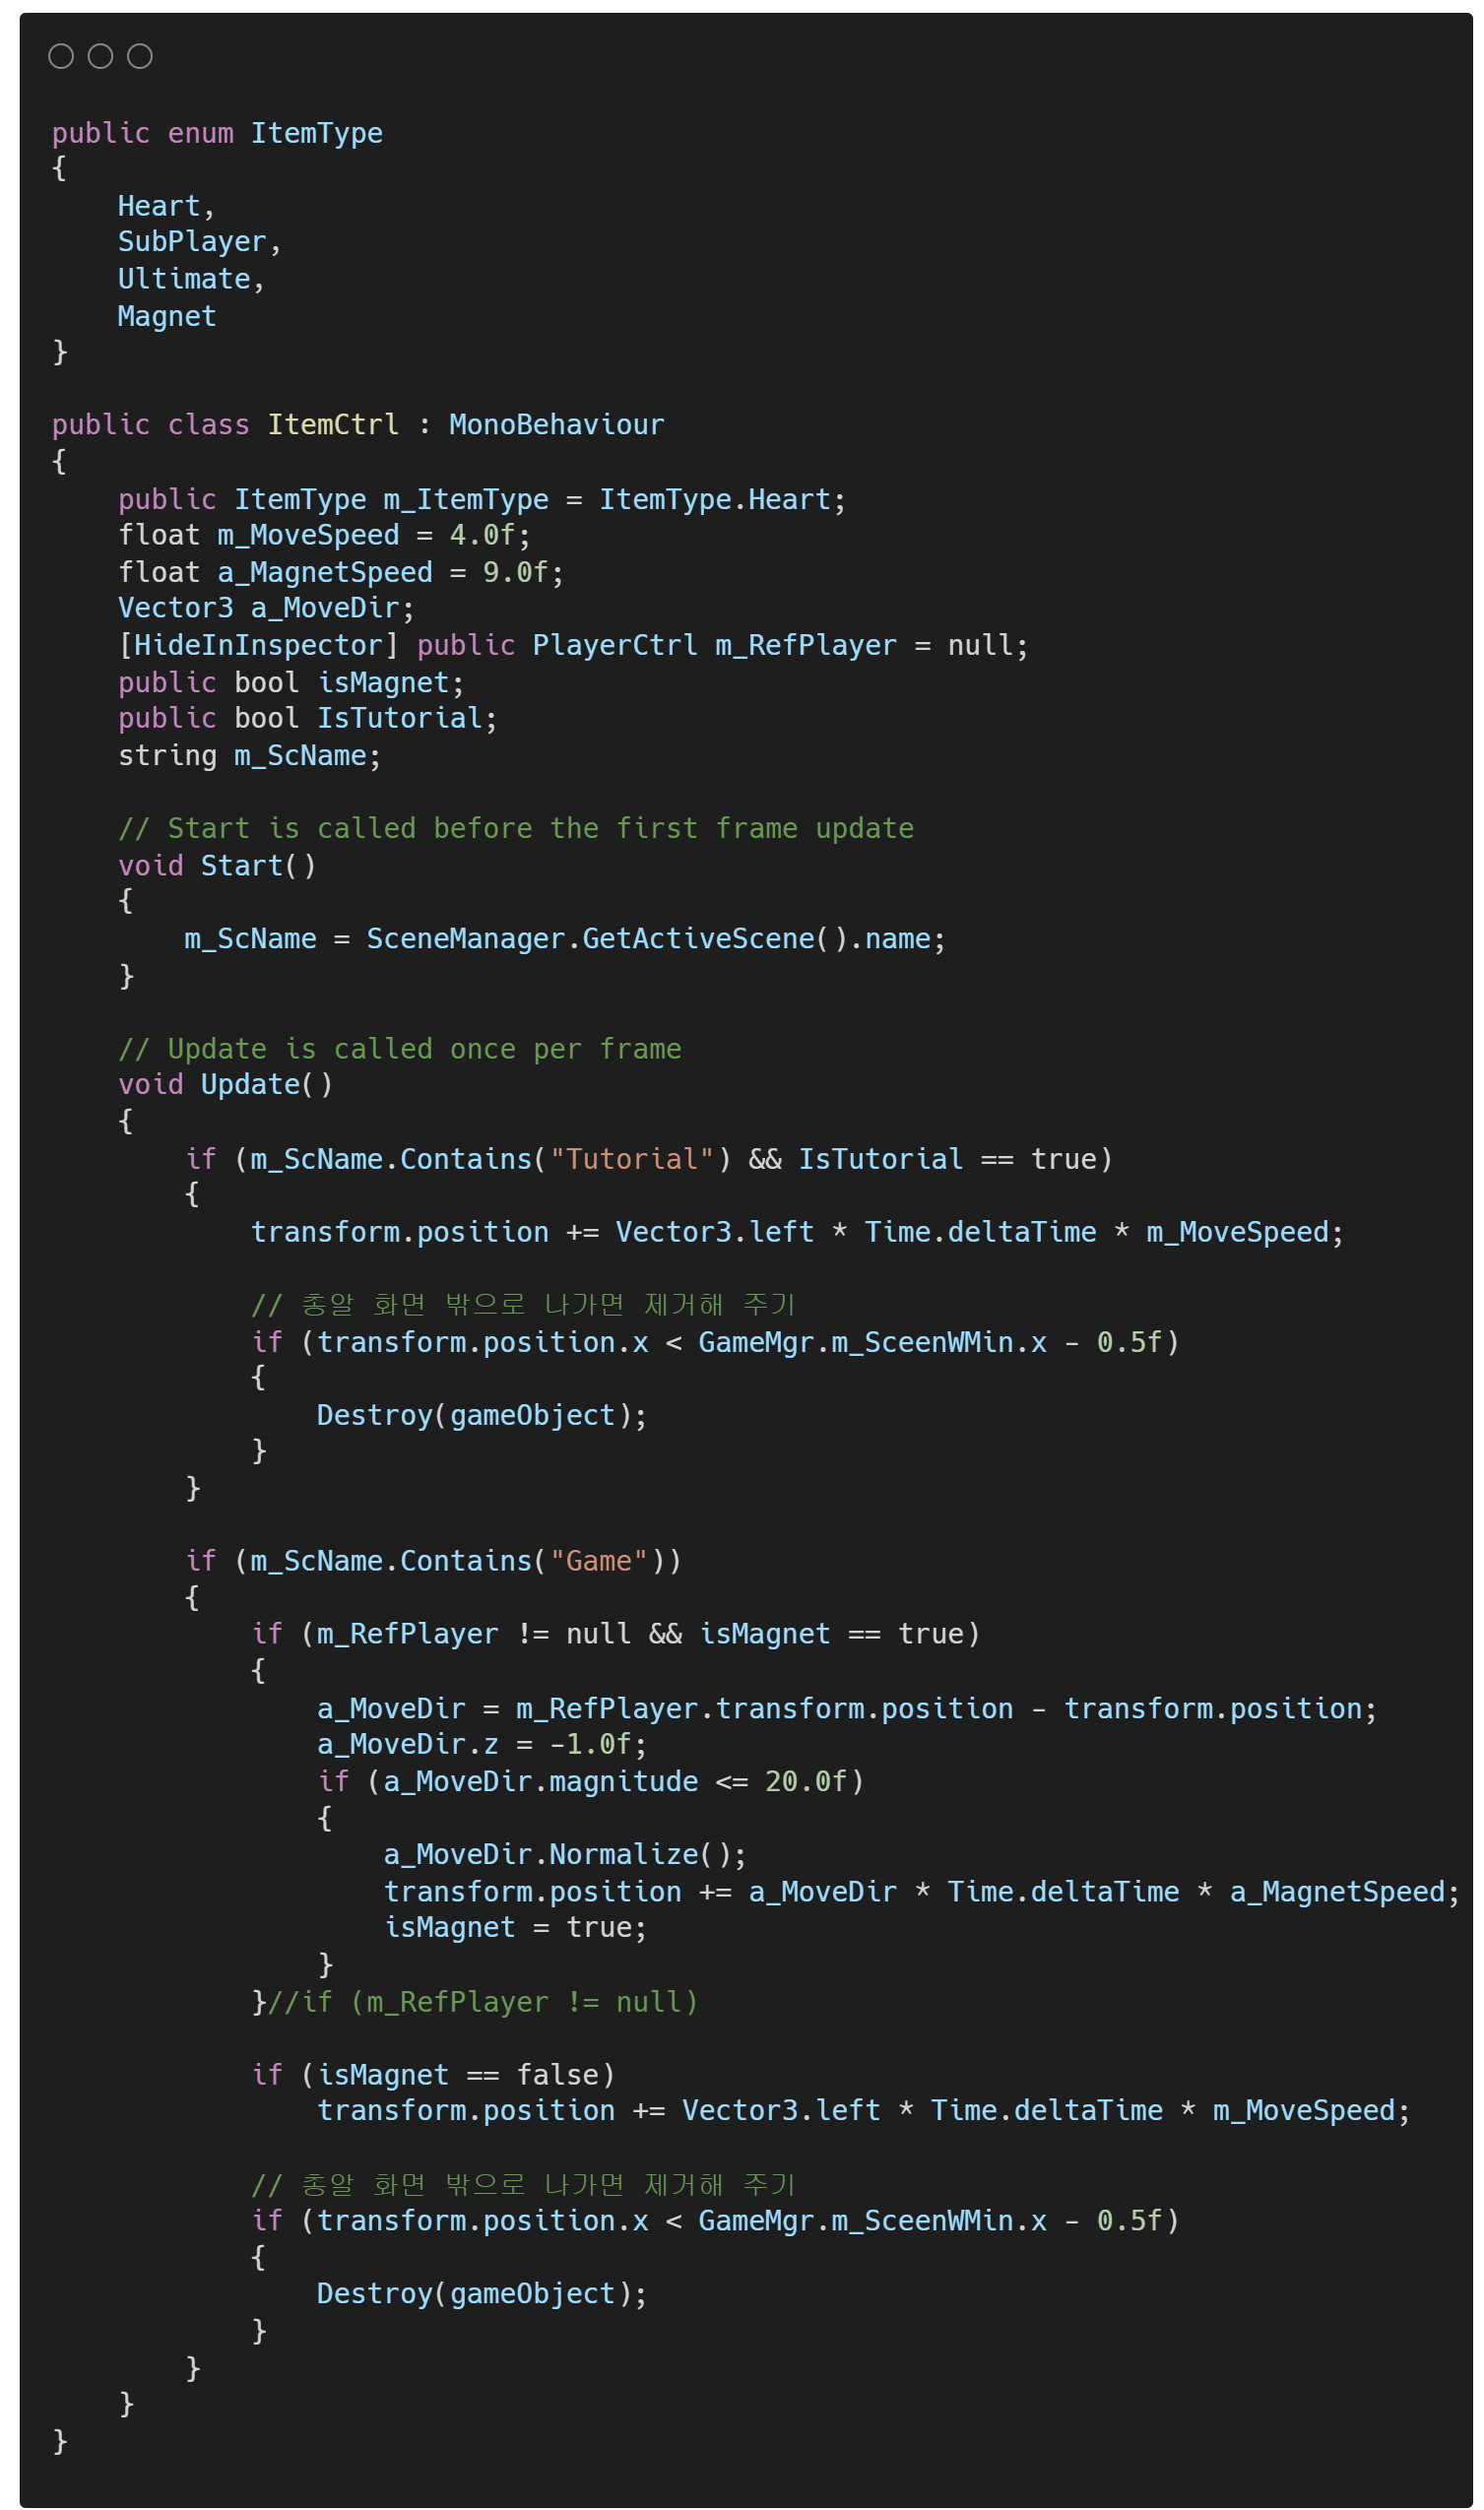 public enum ItemType
{
    Heart,
    SubPlayer,
    Ultimate,
    Magnet
}

public class ItemCtrl : MonoBehaviour
{
    public ItemType m_ItemType = ItemType.Heart;
    float m_MoveSpeed = 4.0f;
    float a_MagnetSpeed = 9.0f;
    Vector3 a_MoveDir;
    [HideInInspector] public PlayerCtrl m_RefPlayer = null;
    public bool isMagnet;
    public bool IsTutorial;
    string m_ScName;

    // Start is called before the first frame update
    void Start()
    {
        m_ScName = SceneManager.GetActiveScene().name;
    }

    // Update is called once per frame
    void Update()
    {
        if (m_ScName.Contains("Tutorial") && IsTutorial == true)
        {
            transform.position += Vector3.left * Time.deltaTime * m_MoveSpeed;

            // 총알 화면 밖으로 나가면 제거해 주기
            if (transform.position.x < GameMgr.m_SceenWMin.x - 0.5f)
            {
                Destroy(gameObject);
            }
        }

        if (m_ScName.Contains("Game"))
        {
            if (m_RefPlayer != null && isMagnet == true)
            {
                a_MoveDir = m_RefPlayer.transform.position - transform.position;
                a_MoveDir.z = -1.0f;
                if (a_MoveDir.magnitude <= 20.0f)
                {
                    a_MoveDir.Normalize();
                    transform.position += a_MoveDir * Time.deltaTime * a_MagnetSpeed;
                    isMagnet = true;
                }
            }//if (m_RefPlayer != null)

            if (isMagnet == false)
                transform.position += Vector3.left * Time.deltaTime * m_MoveSpeed;

            // 총알 화면 밖으로 나가면 제거해 주기
            if (transform.position.x < GameMgr.m_SceenWMin.x - 0.5f)
            {
                Destroy(gameObject);
            }
        }
    }
}